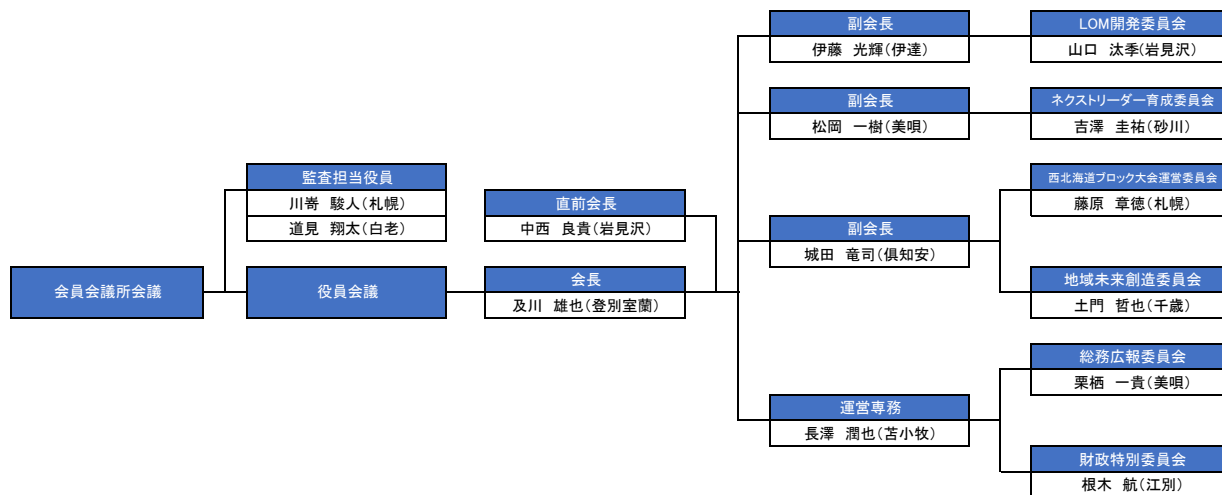 会員会議所会議
監査担当役員
川嵜 駿人(札幌)
道見 翔太(白老)
役員会議
直前会長
中西 良貴(岩見沢)
会長
及川 雄也(登別室蘭)
副会長
伊藤 光輝(伊達)
LOM開発委員会
山口 汰季(岩見沢)
副会長
松岡 一樹(美唄)
ネクストリーダー育成委員会
吉澤 圭祐(砂川)
副会長
城田 竜司(倶知安)
西北海道ブロック大会運営委員会
藤原 章徳(札幌)
地域未来創造委員会
土門 哲也(千歳)
運営専務
長澤 潤也(苫小牧)
総務広報委員会
栗栖 一貴(美唄)
財政特別委員会
根木 航(江別)